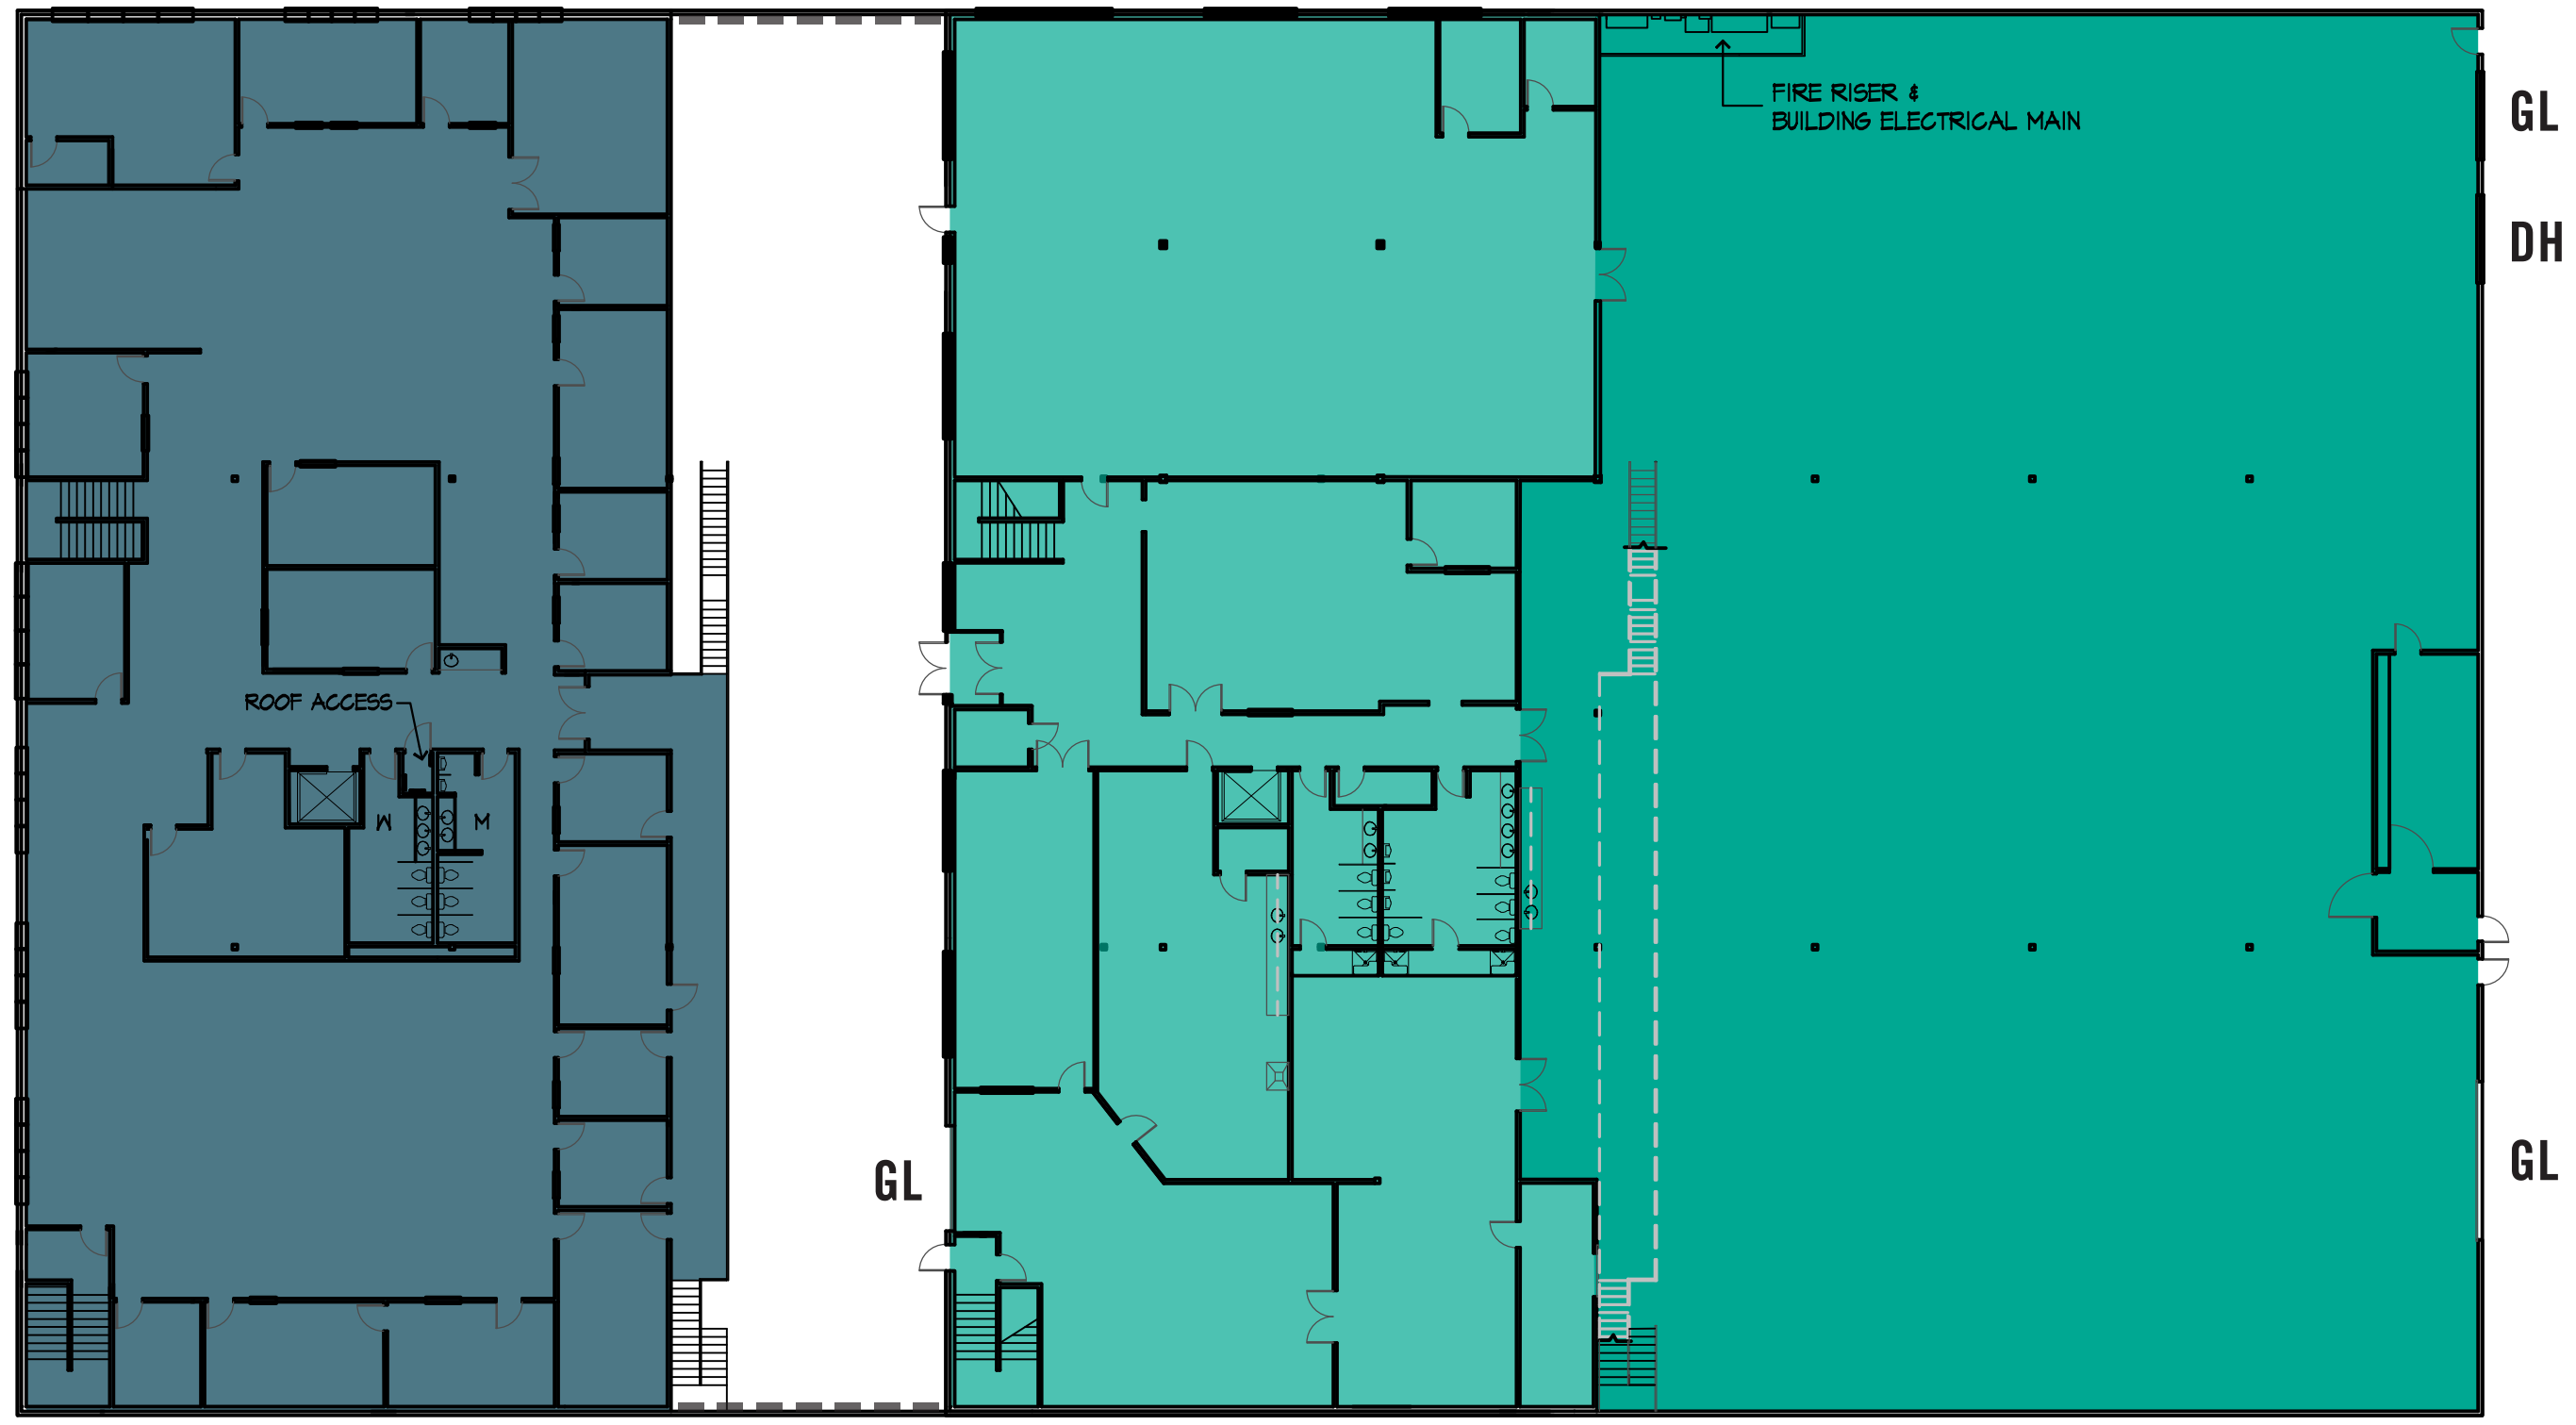 FIRE RISER &
BUILDING ELECTRICAL MAIN
GL
DH
ROOF ACCESS
W
M
GL
GL